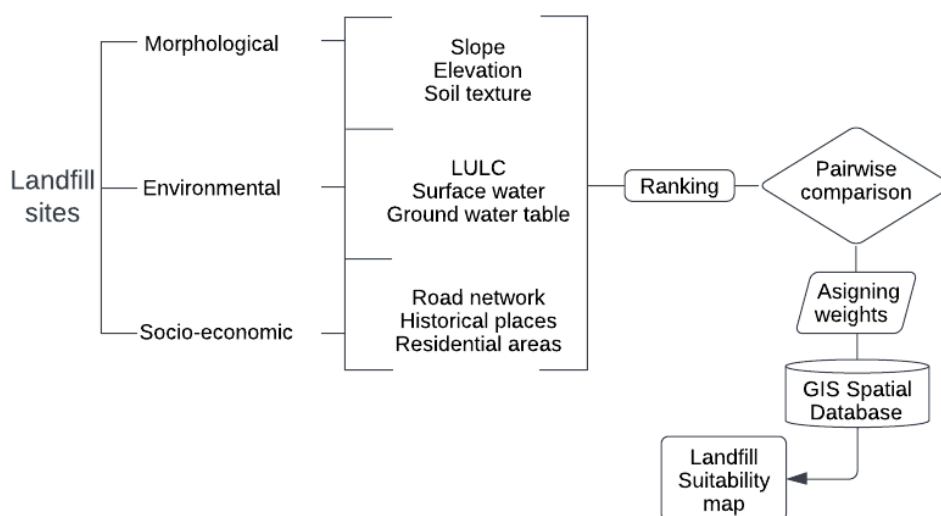 Landfill
sites
Morphological
Environmental
Socio-economic
Slope
Elevation
Soil texture
LULC
Surface water
Ground water table
Road network
Historical places
Residential areas
Ranking
Pairwise
comparison
Asigning
weights
GIS Spatial
Database
Landfill
Suitability
map